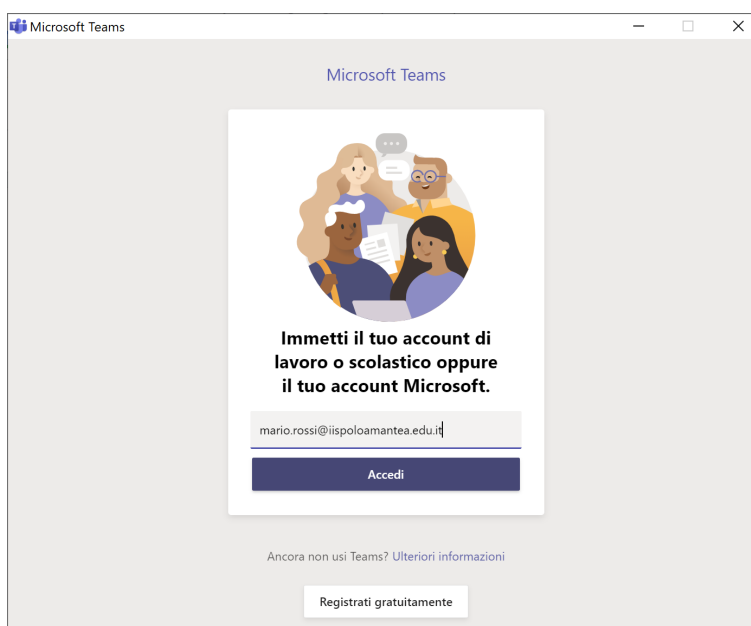 Microsoft Teams
Microsoft Teams
Immetti il tuo account di
lavoro o scolastico oppure
il tuo account Microsoft.
mario.rossi@iispoloamantea.edu.it
Accedi
Ancora non usi Teams? Ulteriori informazioni
Registrati gratuitamente